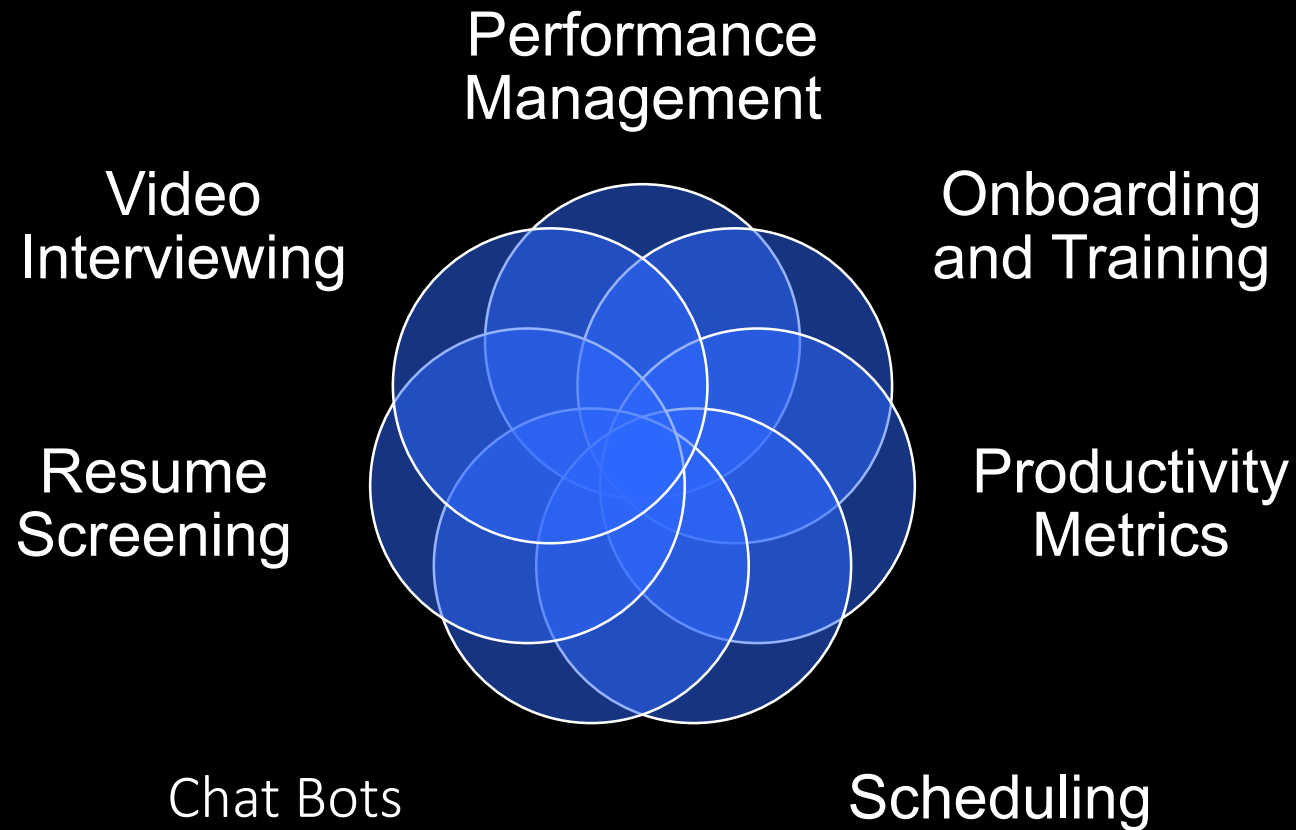 Performance
Management
Video
Interviewing
Onboarding
and Training
Resume
Screening
Productivity
Metrics
Chat Bots
Scheduling